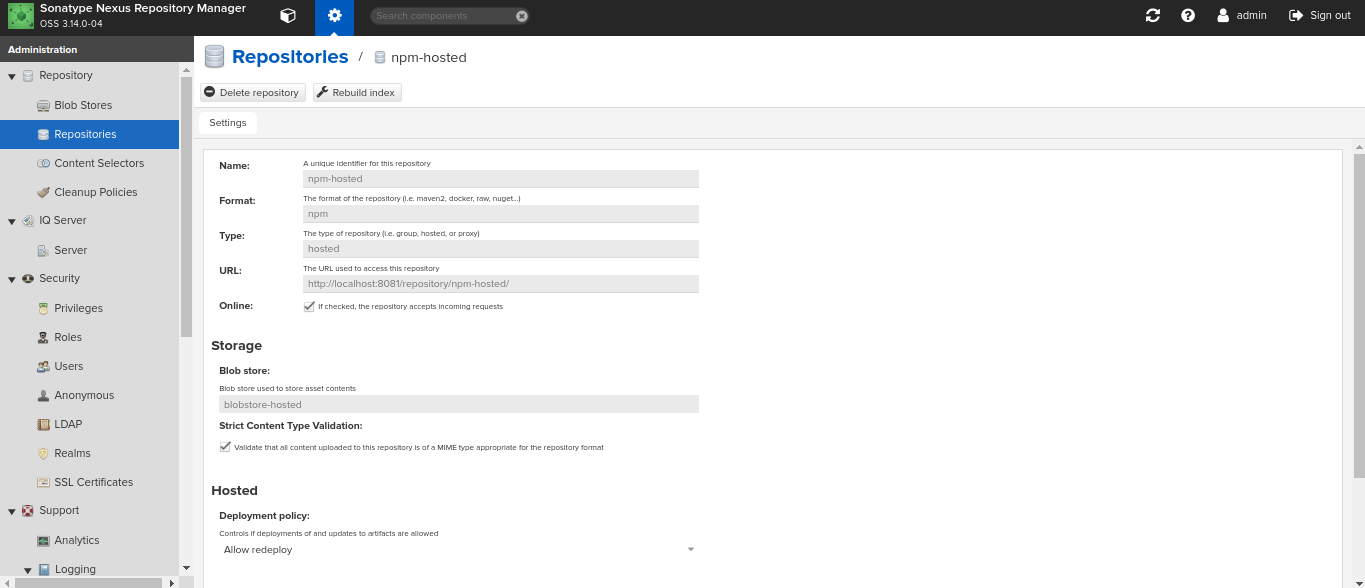 Sonatype Nexus Repository Manager
OSS 3.14.0-04
Search components
admin
Sign out
Administration
Repository
Blob Stores
Repositories
Content Selectors
Cleanup Policies
IQ Server
Server
Security
Privileges
Roles
Users
Anonymous
LDAP
Realms
SSL Certificates
Support
Analytics
Logging
Repositories / npm-hosted
Delete repository
Rebuild index
Settings
Name:
A unique identifier for this repository
npm-hosted
Format:
The format of the repository (i.e. maven2, docker, raw, nuget...)
npm
Type:
The type of repository (i.e. group, hosted, or proxy)
hosted
URL:
The URL used to access this repository
http://localhost:8081/repository/npm-hosted/
Online:
If checked, the repository accepts incoming requests
Storage
Blob store:
Blob store used to store asset contents
blobstore-hosted
Strict Content Type Validation:
Validate that all content uploaded to this repository is of a MIME type appropriate for the repository format
Hosted
Deployment policy:
Controls if deployments of and updates to artifacts are allowed
Allow redeploy